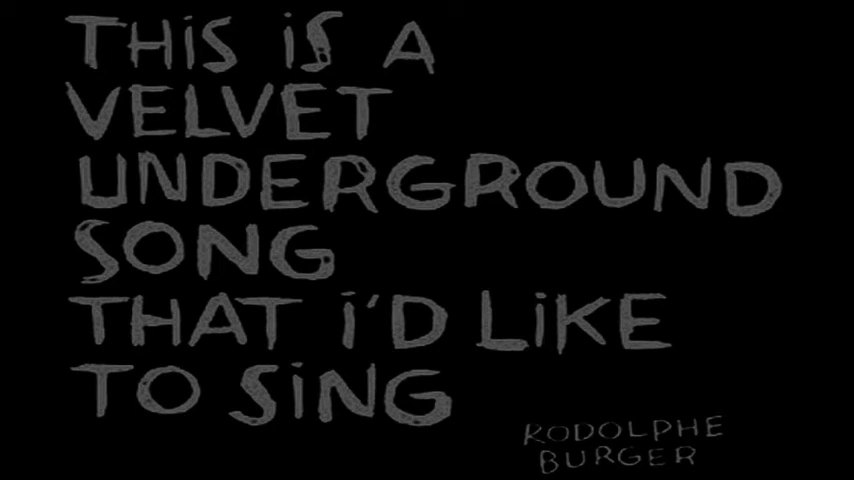 THiS iS A
VELVET
UNDERGROUND
SONG
THAT i'D LiKE
TO SiNG
RODOLPHE
BURGER